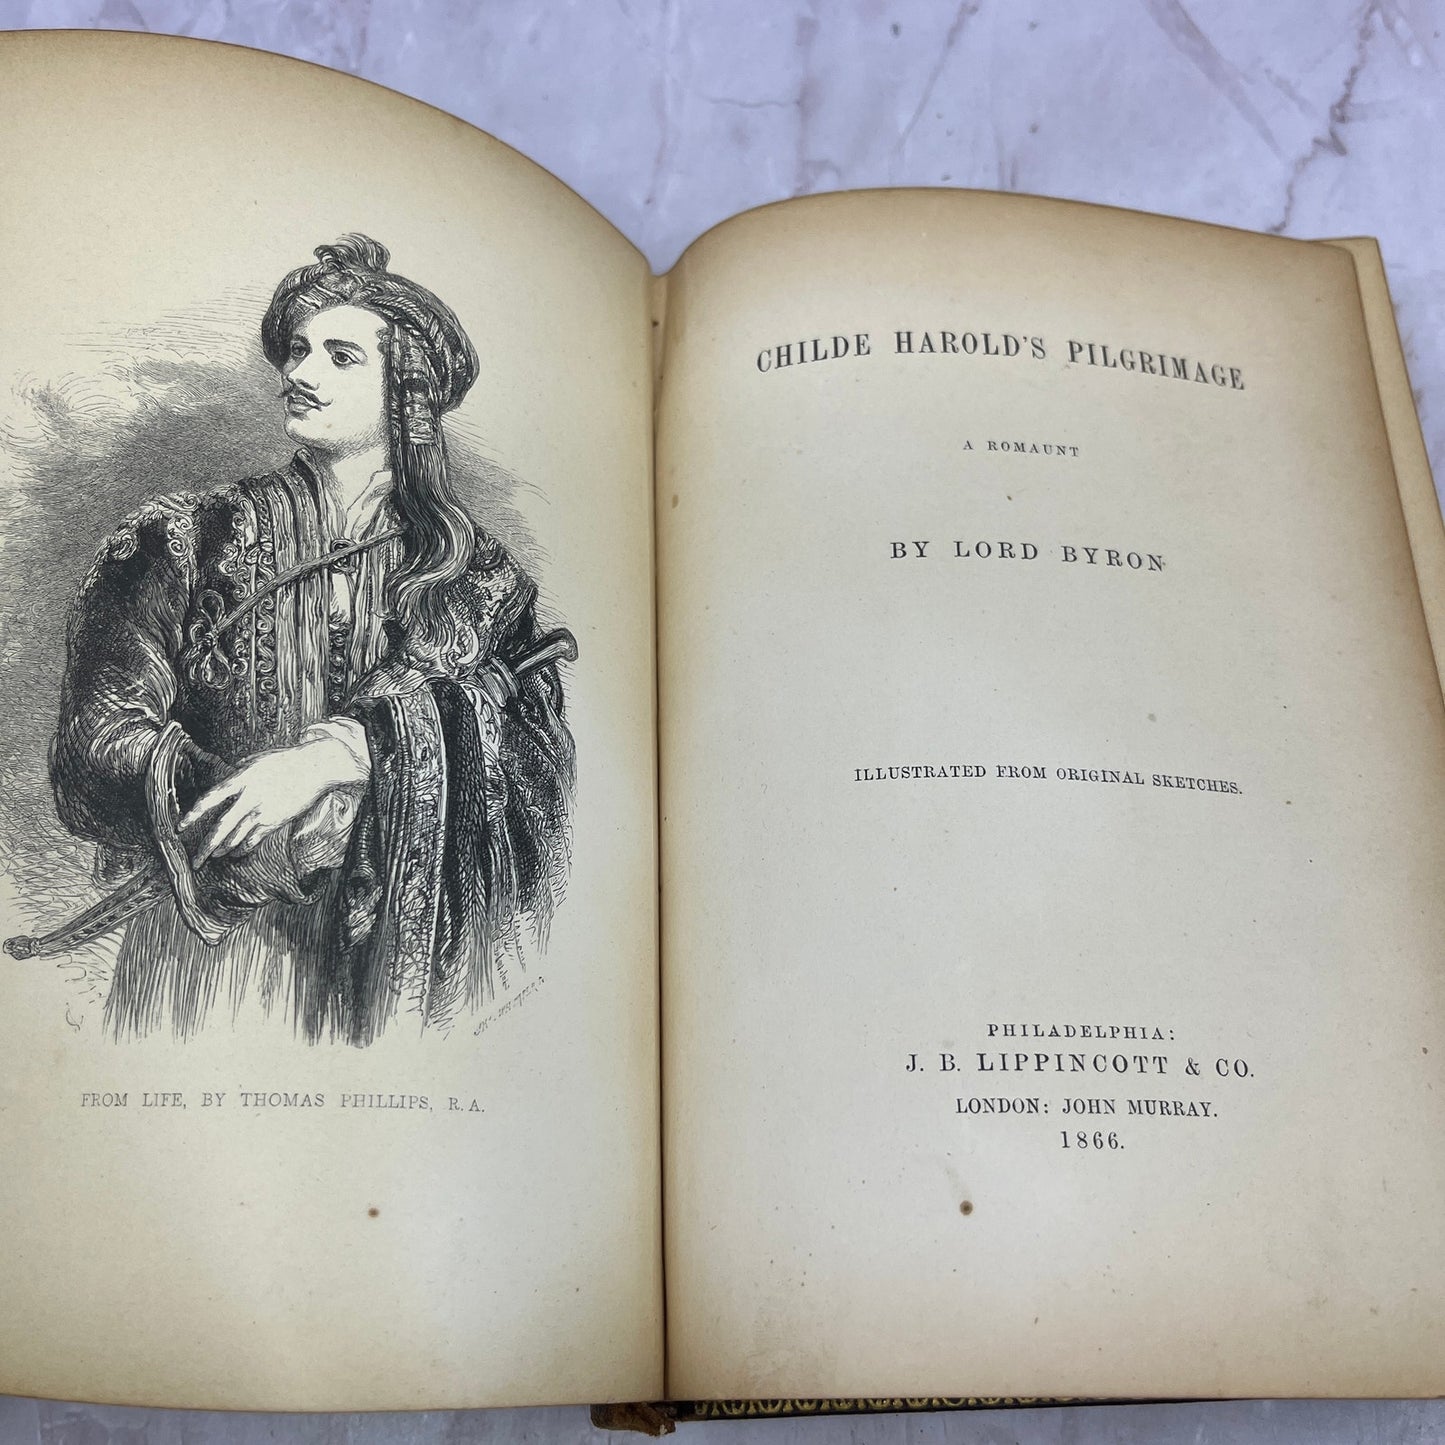 FROM LIFE, BY THOMAS PHILLIPS, R. A.
CHILDE HAROLD'S PILGRIMAGE
A ROMAUNT
BY LORD BYRON
ILLUSTRATED FROM ORIGINAL SKETCHES.
PHILADELPHIA:
J. B. LIPPINCOTT & CO.
LONDON: JOHN MURRAY.
1866.